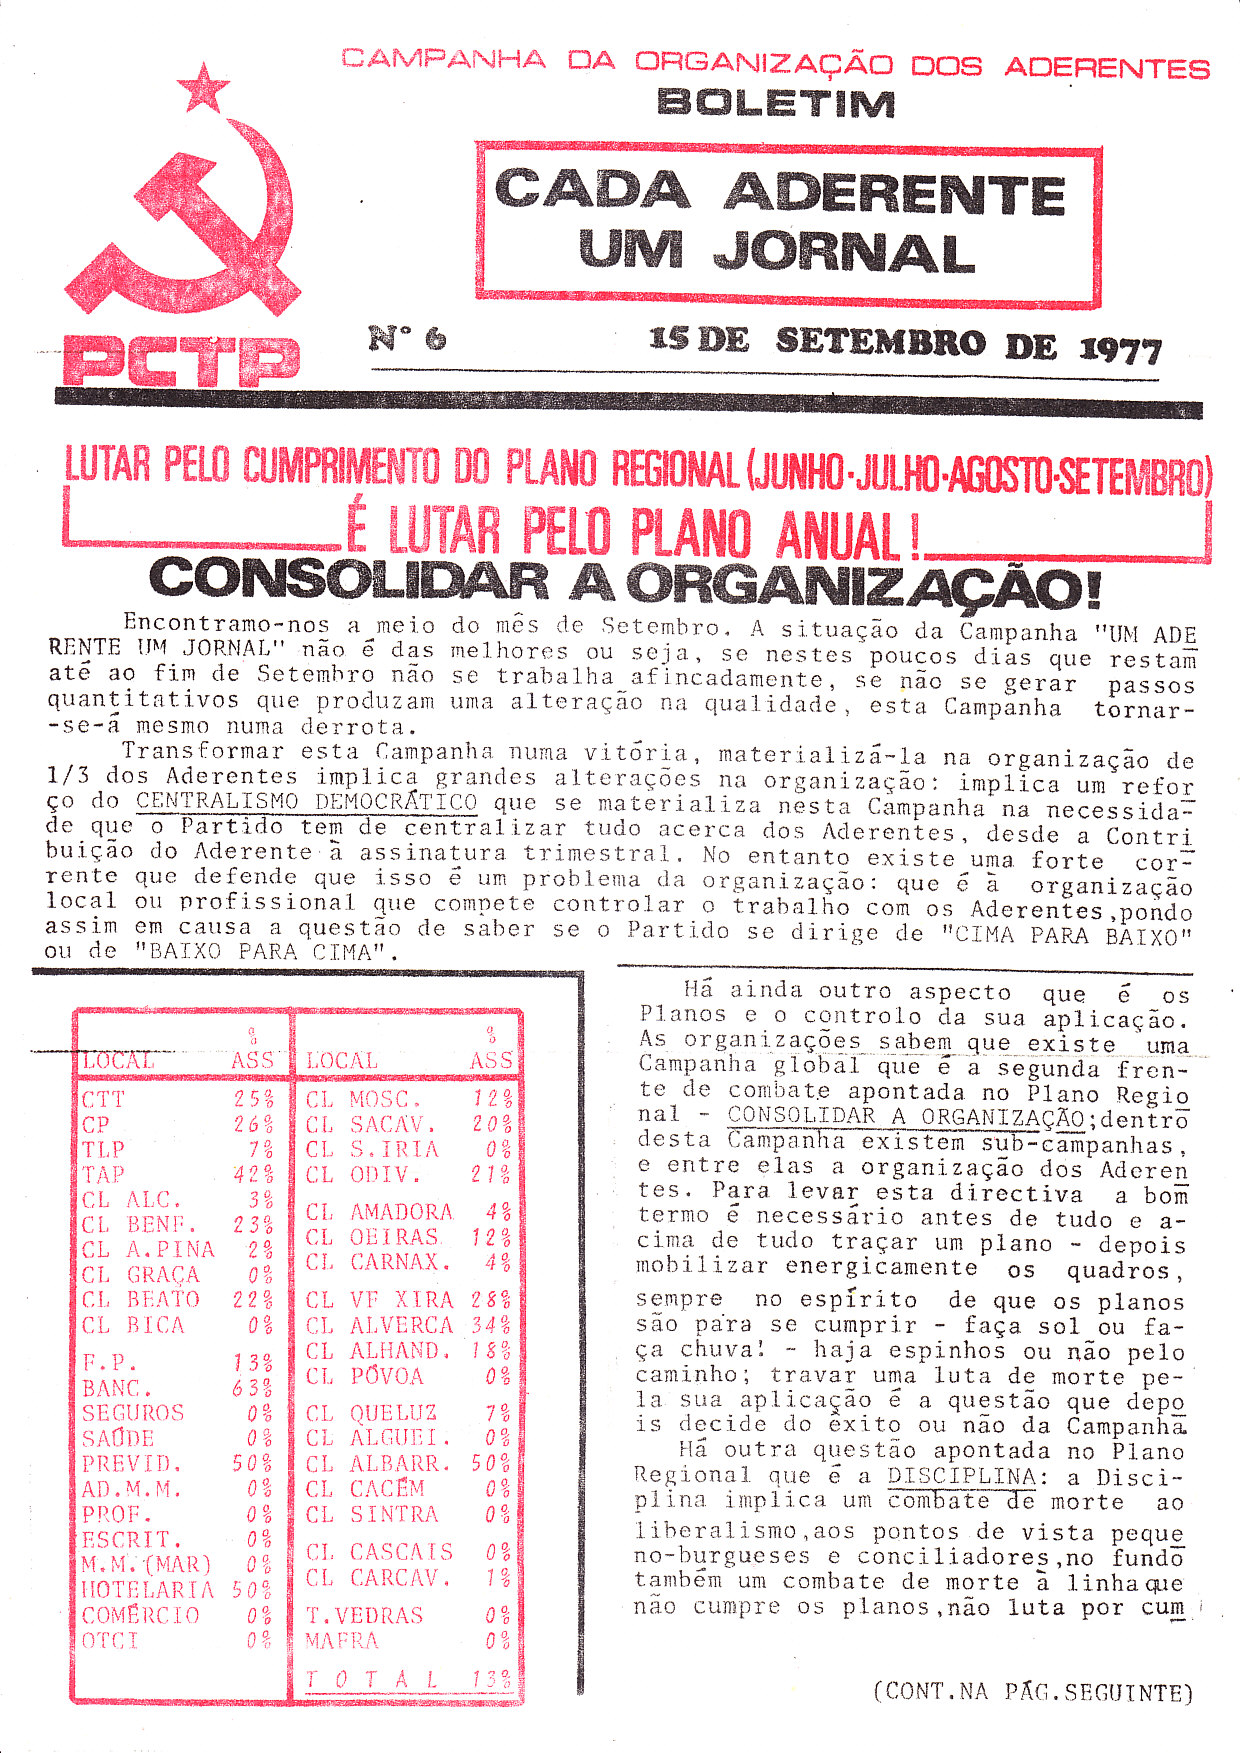 CAMPANHA DA ORGANIZAÇÃO DOS ADERENTES
BOLETIM
CADA ADERENTE
UM JORNAL
PCTP
Nº 6 15 DE SETEMBRO DE 1977
LUTAR PELO CUMPRIMENTO DO PLANO REGIONAL (JUNHO-JULHO-AGOSTO-SETEMBRO)
É LUTAR PELO PLANO ANUAL!
CONSOLIDAR A ORGANIZAÇÃO!
Encontramo-nos a meio do mês de Setembro. A situação da Campanha "UM ADE
RENTE UM JORNAL" não é das melhores ou seja, se nestes poucos dias que restam
até ao fim de Setembro não se trabalha afincadamente, se não se gerar passos
quantitativos que produzam uma alteração na qualidade, esta Campanha tornar-
-se-á mesmo numa derrota.
Transformar esta Campanha numa vitória, materializá-la na organização de
1/3 dos Aderentes implica grandes alterações na organização: implica um refor
ço do CENTRALISMO DEMOCRÁTICO que se materializa nesta Campanha na necessida-
de que o Partido tem de centralizar tudo acerca dos Aderentes, desde a Contri
buição do Aderente à assinatura trimestral. No entanto existe uma forte cor-
rente que defende que isso é um problema da organização: que é à organização
local ou profissional que compete controlar o trabalho com os Aderentes,pondo
assim em causa a questão de saber se o Partido se dirige de "CIMA PARA BAIXO"
ou de "BAIXO PARA CIMA".
LOCAL % ASS
CTT 25%
CP 26%
TLP 7%
TAP 42%
CL ALC. 3%
CL BENF. 23%
CL A.PINA 2%
CL GRAÇA 0%
CL BEATO 22%
CL BICA 0%
F.P. 13%
BANC. 63%
SEGUROS 0%
SAÚDE 0%
PREVID. 50%
AD.M.M. 0%
PROF. 0%
ESCRIT. 0%
M.M.(MAR) 0%
HOTELARIA 50%
COMÉRCIO 0%
OTCI 0%
LOCAL % ASS
CL MOSC. 12%
CL SACAV. 20%
CL S.IRIA 0%
CL ODIV. 21%
CL AMADORA 4%
CL OEIRAS 12%
CL CARNAX. 4%
CL VF XIRA 28%
CL ALVERCA 34%
CL ALHAND. 18%
CL PÓVOA 0%
CL QUELUZ 7%
CL ALGUEI. 0%
CL ALBARR. 50%
CL CACÉM 0%
CL SINTRA 0%
CL CASCAIS 0%
CL CARCAV. 1%
T.VEDRAS 0%
MAFRA 0%
T O T A L 13%
Há ainda outro aspecto que é os
Planos e o controlo da sua aplicação.
As organizações sabem que existe uma
Campanha global que é a segunda fren-
te de combate apontada no Plano Regio
nal - CONSOLIDAR A ORGANIZAÇÃO;dentro
desta Campanha existem sub-campanhas,
e entre elas a organização dos Aderen
tes. Para levar esta directiva a bom
termo é necessário antes de tudo e a-
cima de tudo traçar um plano - depois
mobilizar energicamente os quadros,
sempre no espírito de que os planos
são para se cumprir - faça sol ou fa-
ça chuva! - haja espinhos ou não pelo
caminho; travar uma luta de morte pe-
la sua aplicação é a questão que depo
is decide do êxito ou não da Campanha.
Há outra questão apontada no Plano
Regional que é a DISCIPLINA: a Disci-
plina implica um combate de morte ao
liberalismo,aos pontos de vista peque
no-burgueses e conciliadores,no fundo
também um combate de morte à linha que
não cumpre os planos,não luta por cum
(CONT.NA PÁG.SEGUINTE)